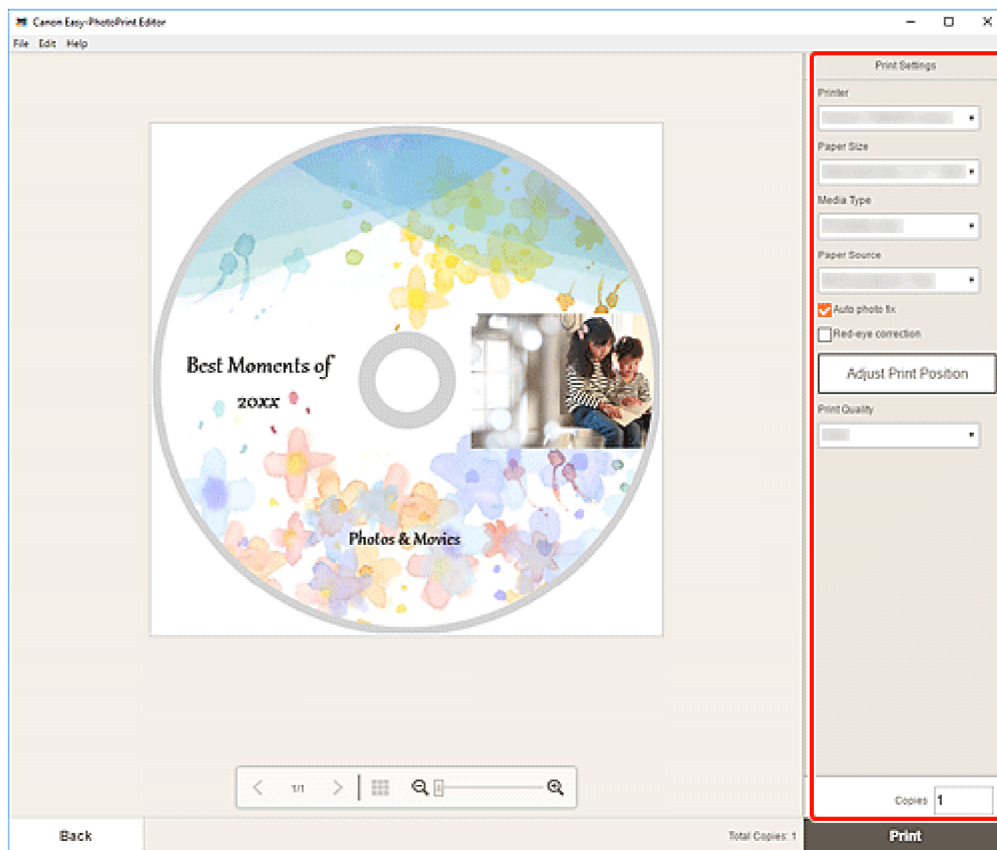 Canon Easy-PhotoPrint Editor
File Edit Help
Print Settings
Printer
Paper Size
Media Type
Paper Source
Auto photo fix
Red-eye correction
Adjust Print Position
Print Quality
Best Moments of
20xx
Photos & Movies
1/1
Copies 1
Back
Total Copies: 1
Print